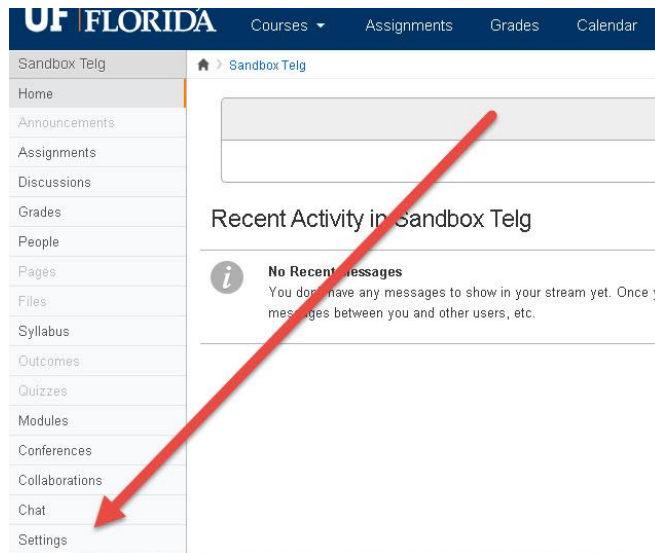 UF FLORIDA
Courses Assignments Grades Calendar
Sandbox Telg
Sandbox Telg
Home
Announcements
Assignments
Discussions
Grades
People
Pages
Files
Syllabus
Outcomes
Quizzes
Modules
Conferences
Collaborations
Chat
Settings
Recent Activity in Sandbox Telg
No Recent Messages
You don't have any messages to show in your stream yet. Once
messages between you and other users, etc.